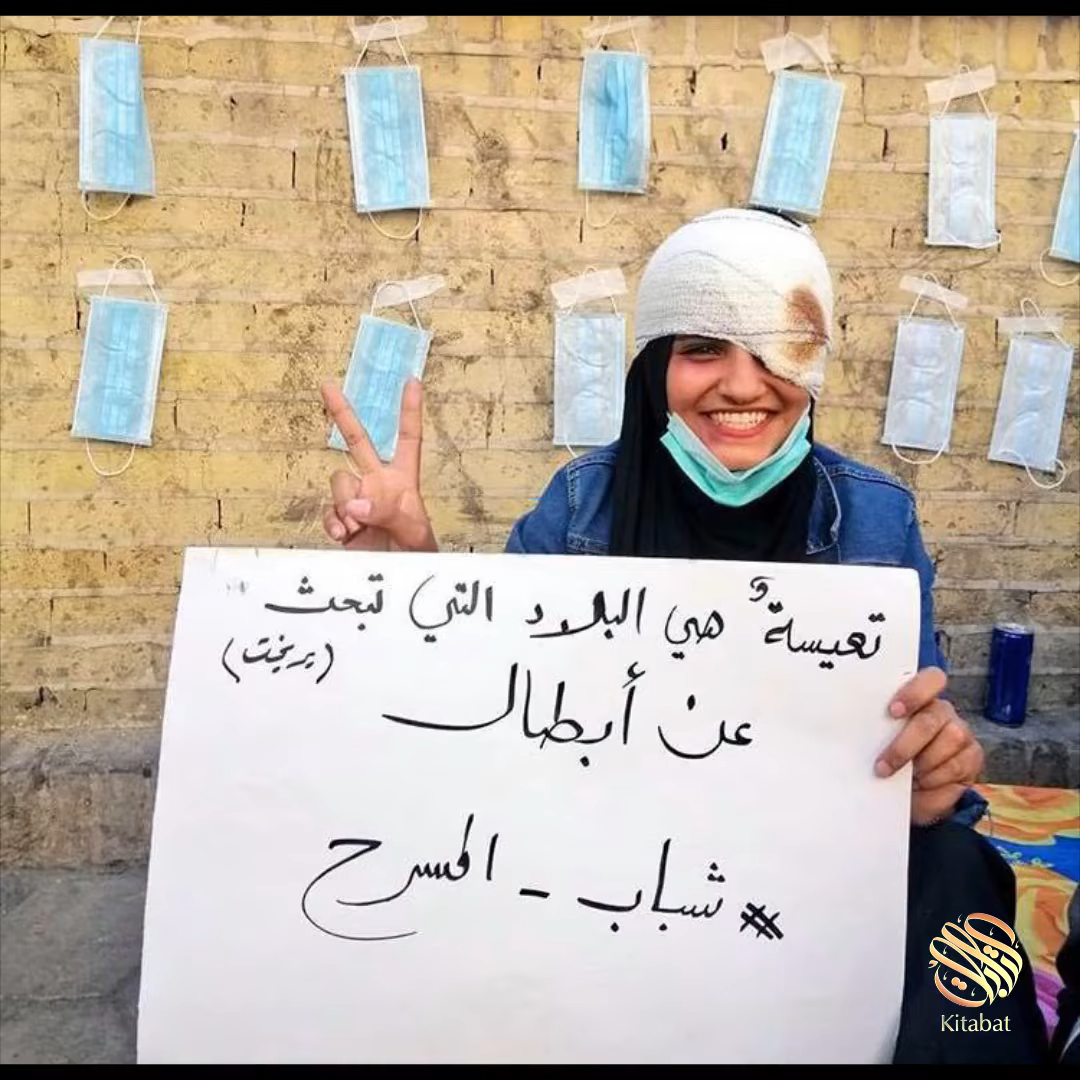 تعيسةٌ هي البلاد التي تبحث
(بريخت)
عن أبطال
#شباب - المسرح
Kitabat